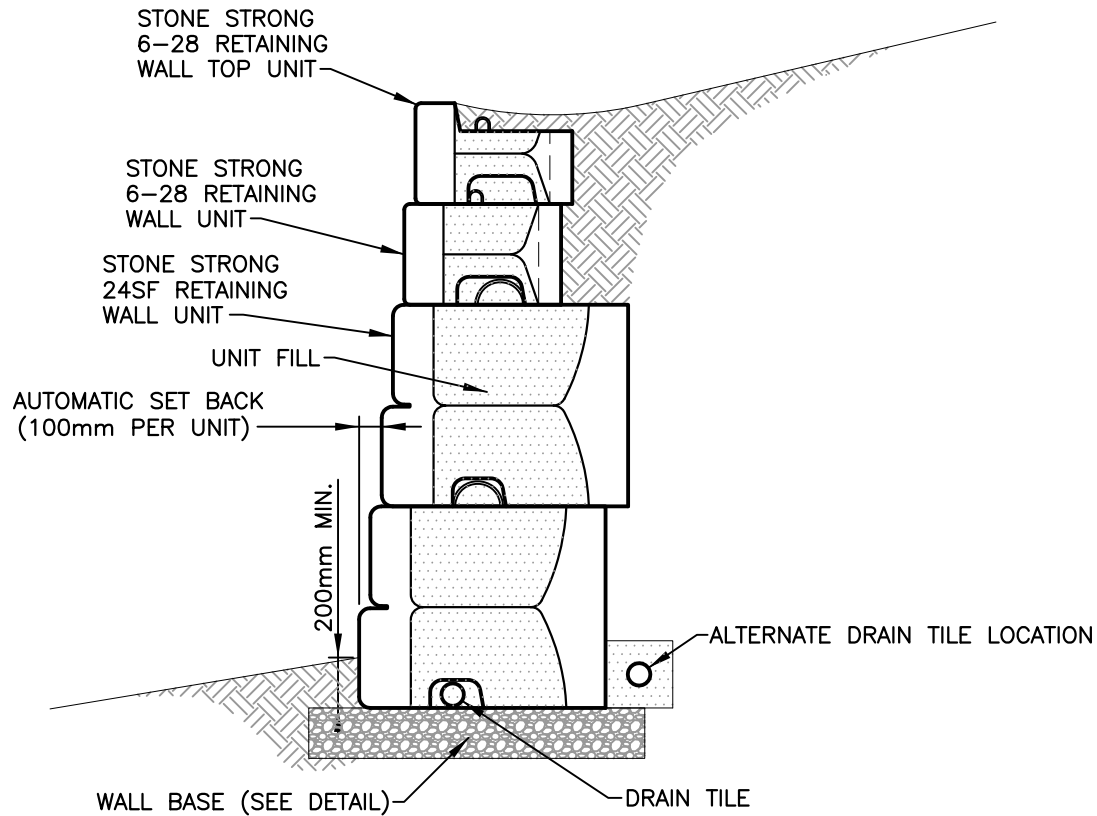 STONE STRONG
6-28 RETAINING
WALL TOP UNIT
STONE STRONG
6-28 RETAINING
WALL UNIT
STONE STRONG
24SF RETAINING
WALL UNIT
UNIT FILL
AUTOMATIC SET BACK
(100mm PER UNIT)
200mm MIN.
ALTERNATE DRAIN TILE LOCATION
WALL BASE (SEE DETAIL)
DRAIN TILE